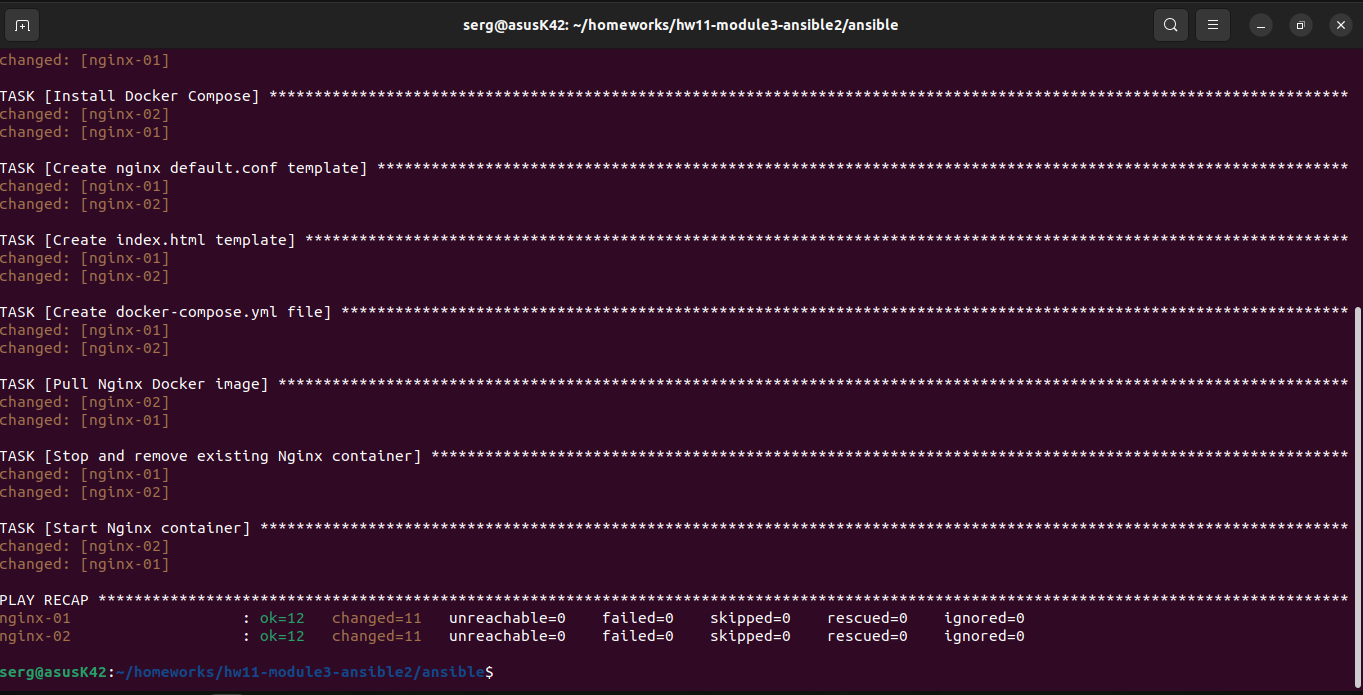 serg@asusK42: ~/homeworks/hw11-module3-ansible2/ansible
changed: [nginx-01]
TASK [Install Docker Compose] ************************************************************************************************************************
changed: [nginx-02]
changed: [nginx-01]
TASK [Create nginx default.conf template] ************************************************************************************************************
changed: [nginx-01]
changed: [nginx-02]
TASK [Create index.html template] ********************************************************************************************************************
changed: [nginx-01]
changed: [nginx-02]
TASK [Create docker-compose.yml file] ****************************************************************************************************************
changed: [nginx-01]
changed: [nginx-02]
TASK [Pull Nginx Docker image] ***********************************************************************************************************************
changed: [nginx-02]
changed: [nginx-01]
TASK [Stop and remove existing Nginx container] ******************************************************************************************************
changed: [nginx-01]
changed: [nginx-02]
TASK [Start Nginx container] *************************************************************************************************************************
changed: [nginx-02]
changed: [nginx-01]
PLAY RECAP *******************************************************************************************************************************************
nginx-01                   : ok=12   changed=11   unreachable=0    failed=0    skipped=0    rescued=0    ignored=0
nginx-02                   : ok=12   changed=11   unreachable=0    failed=0    skipped=0    rescued=0    ignored=0
serg@asusK42:~/homeworks/hw11-module3-ansible2/ansible$